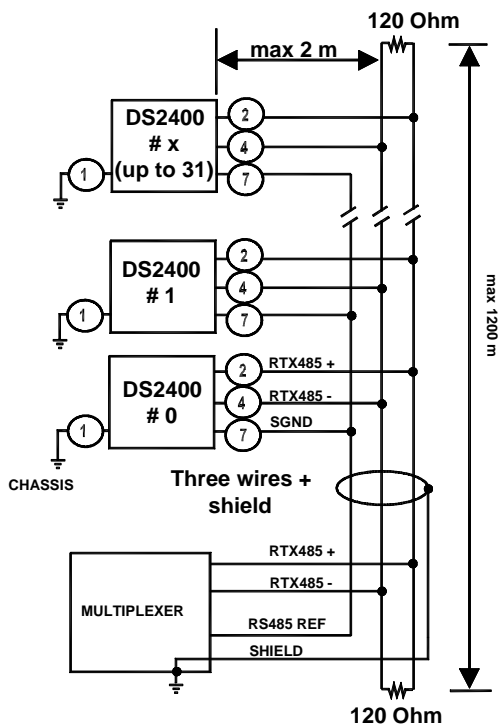 120 Ohm
max 2 m
DS2400
# x
(up to 31)
2
4
7
1
DS2400
# 1
2
4
7
1
max 1200 m
DS2400
# 0
2
4
7
1
RTX485 +
RTX485 -
SGND
CHASSIS
Three wires +
shield
MULTIPLEXER
RTX485 +
RTX485 -
RS485 REF
SHIELD
120 Ohm